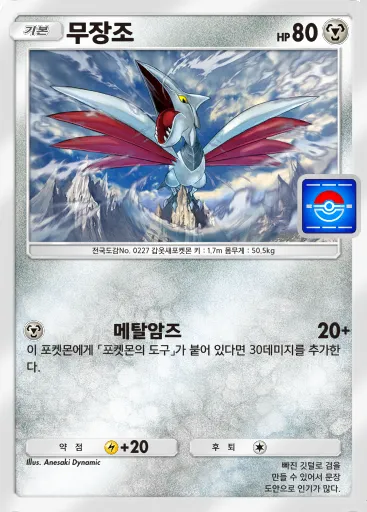 기본 무장조 HP 80
전국도감No. 0227 갑옷새포켓몬 키 : 1.7m 몸무게 : 50.5kg
메탈암즈 20+
이 포켓몬에게 「포켓몬의 도구」가 붙어 있다면 30데미지를 추가한
다.
약점 +20 후퇴
Illus. Anesaki Dynamic
빠진 깃털로 검을
만들 수 있어서 문장
도안으로 인기가 많다.